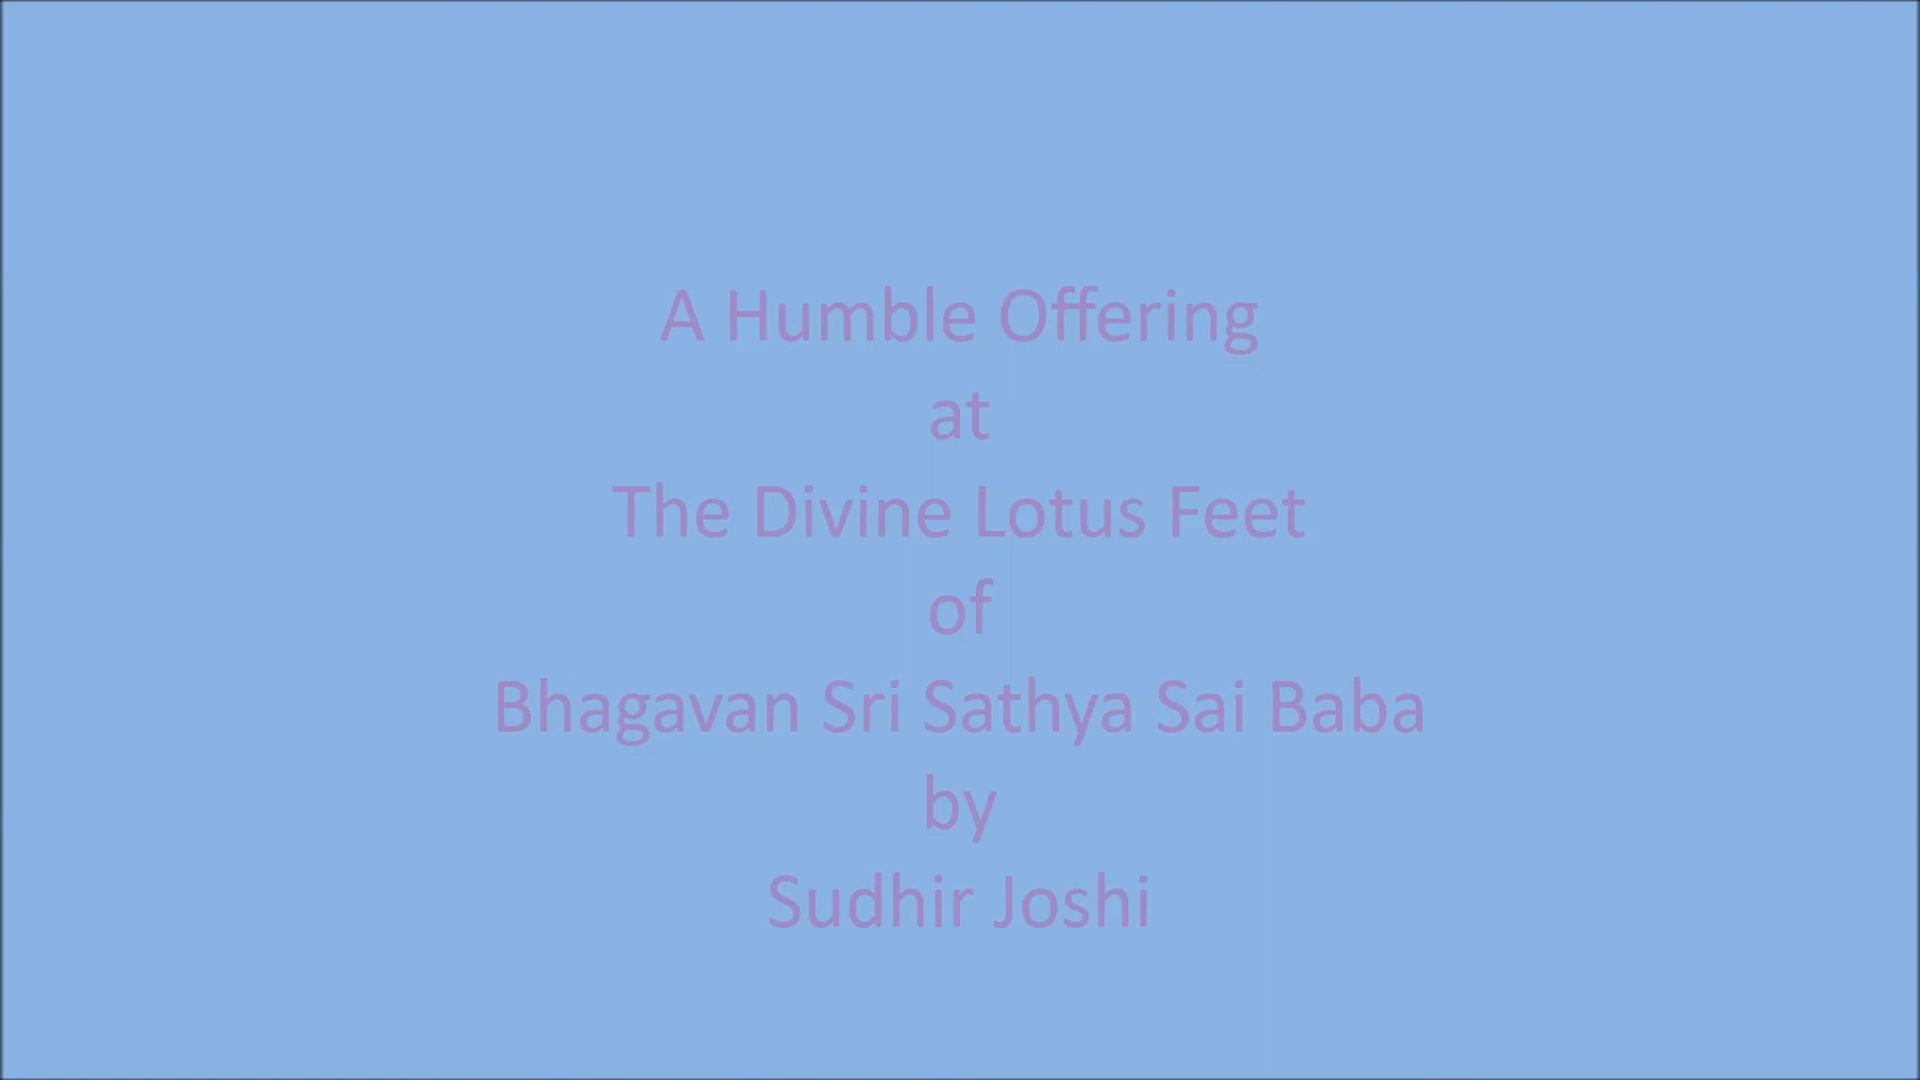 A Humble Offering
at
The Divine Lotus Feet
of
Bhagavan Sri Sathya Sai Baba
by
Sudhir Joshi